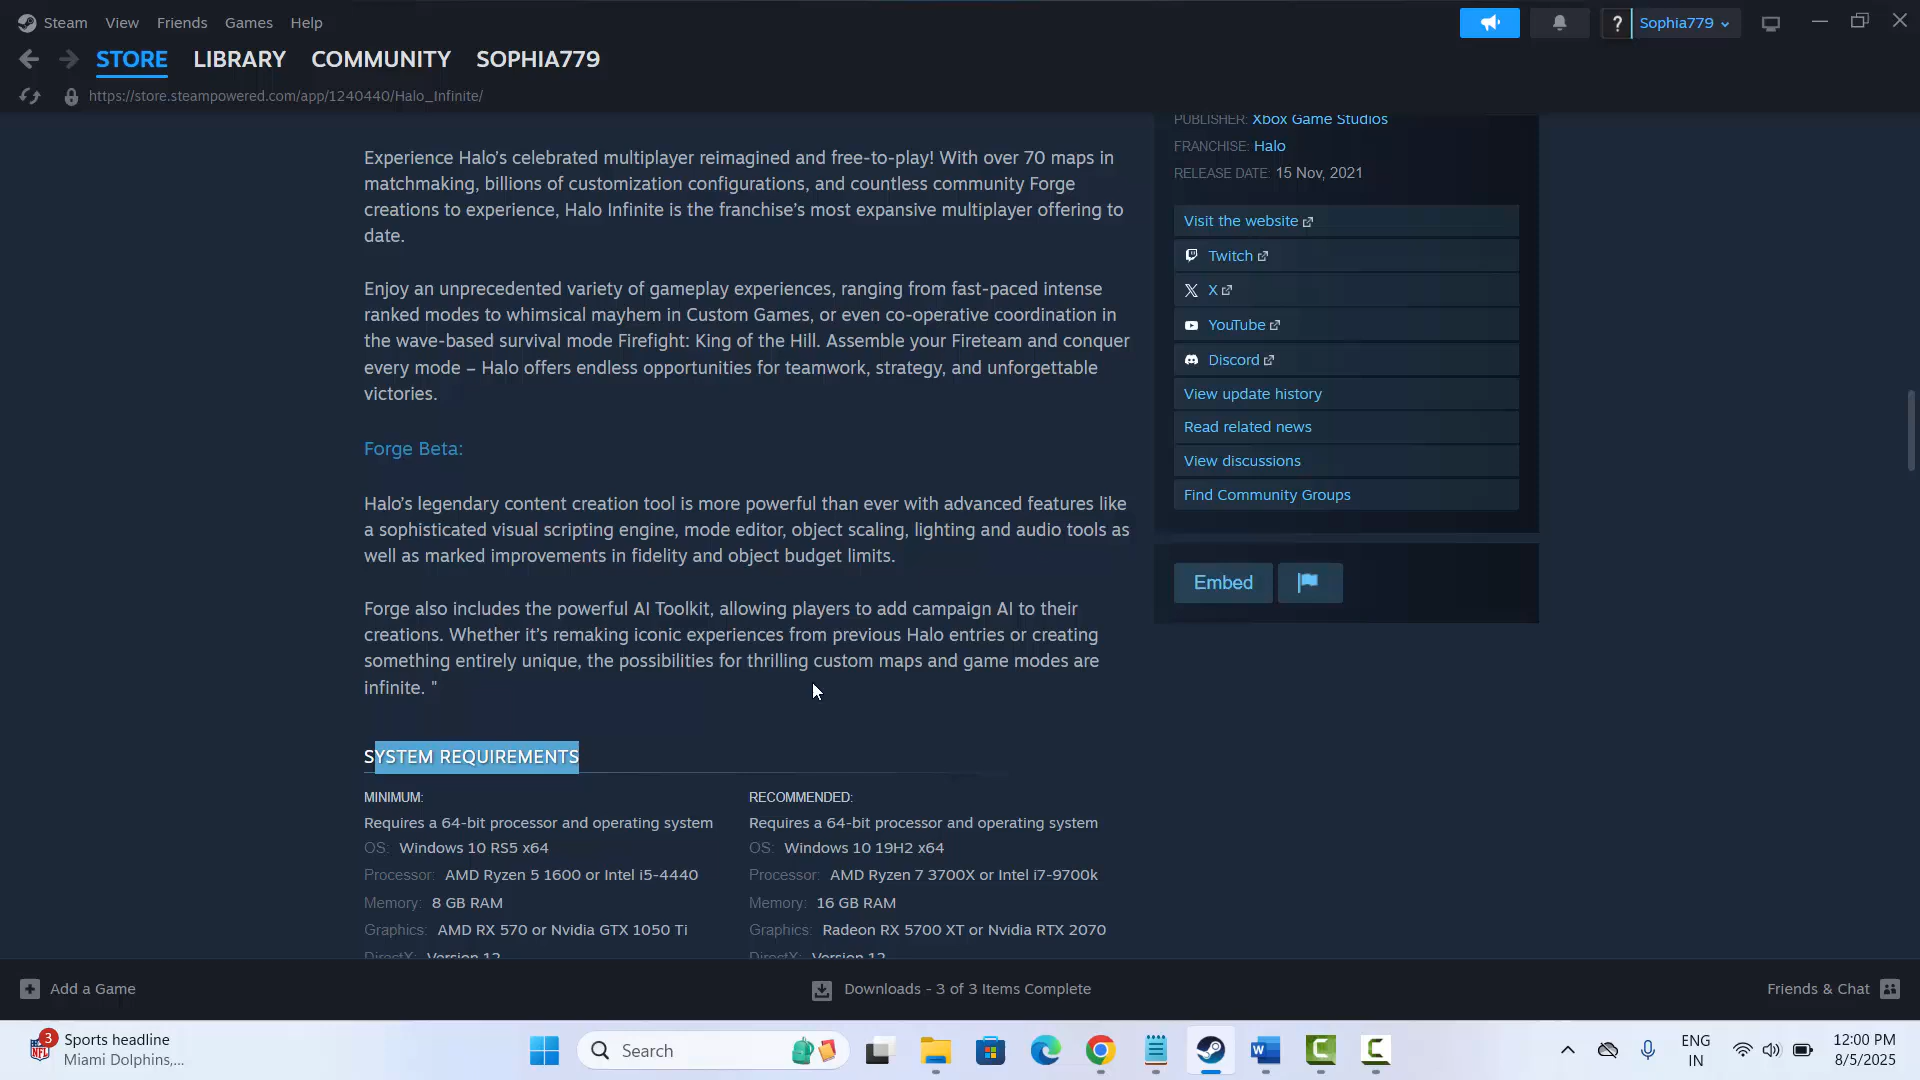 Steam View Friends Games Help
? Sophia779
STORE LIBRARY COMMUNITY SOPHIA779
https://store.steampowered.com/app/1240440/Halo_Infinite/
Experience Halo's celebrated multiplayer reimagined and free-to-play! With over 70 maps in
matchmaking, billions of customization configurations, and countless community Forge
creations to experience, Halo Infinite is the franchise's most expansive multiplayer offering to
date.
Enjoy an unprecedented variety of gameplay experiences, ranging from fast-paced intense
ranked modes to whimsical mayhem in Custom Games, or even co-operative coordination in
the wave-based survival mode Firefight: King of the Hill. Assemble your Fireteam and conquer
every mode – Halo offers endless opportunities for teamwork, strategy, and unforgettable
victories.
Forge Beta:
Halo's legendary content creation tool is more powerful than ever with advanced features like
a sophisticated visual scripting engine, mode editor, object scaling, lighting and audio tools as
well as marked improvements in fidelity and object budget limits.
Forge also includes the powerful AI Toolkit, allowing players to add campaign AI to their
creations. Whether it's remaking iconic experiences from previous Halo entries or creating
something entirely unique, the possibilities for thrilling custom maps and game modes are
infinite. "
PUBLISHER: Xbox Game Studios
FRANCHISE: Halo
RELEASE DATE: 15 Nov, 2021
Visit the website
Twitch
X
YouTube
Discord
View update history
Read related news
View discussions
Find Community Groups
Embed
SYSTEM REQUIREMENTS
MINIMUM:
Requires a 64-bit processor and operating system
OS: Windows 10 RS5 x64
Processor: AMD Ryzen 5 1600 or Intel i5-4440
Memory: 8 GB RAM
Graphics: AMD RX 570 or Nvidia GTX 1050 Ti
DirectX: Version 12
RECOMMENDED:
Requires a 64-bit processor and operating system
OS: Windows 10 19H2 x64
Processor: AMD Ryzen 7 3700X or Intel i7-9700k
Memory: 16 GB RAM
Graphics: Radeon RX 5700 XT or Nvidia RTX 2070
DirectX: Version 12
Add a Game
Downloads - 3 of 3 Items Complete
Friends & Chat
3
Sports headline
Miami Dolphins,...
Search
ENG
IN
12:00 PM
8/5/2025